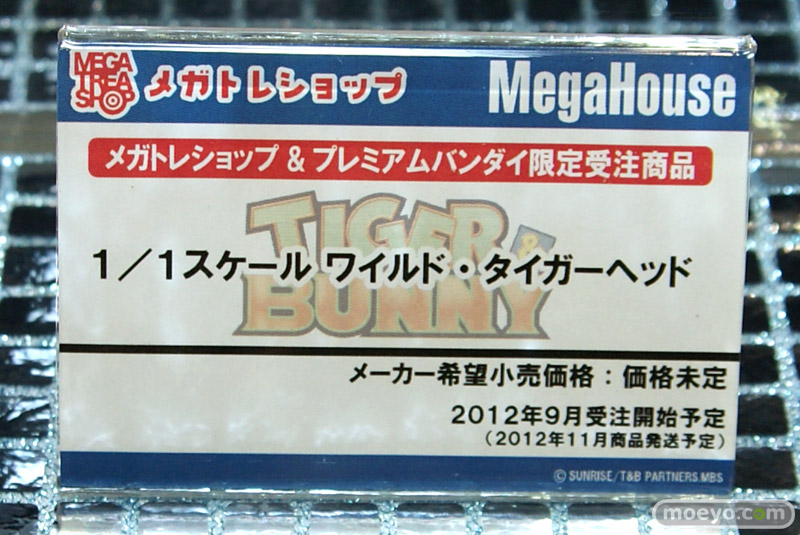 MEGA
TREA
SHOP
メガトレショップ
MegaHouse
メガトレショップ & プレミアムバンダイ限定受注商品
TIGER &
BUNNY
1/1スケール ワイルド・タイガーヘッド
メーカー希望小売価格：価格未定
2012年9月受注開始予定
（2012年11月商品発送予定）
©SUNRISE/T&B PARTNERS,MBS
moeyo.com